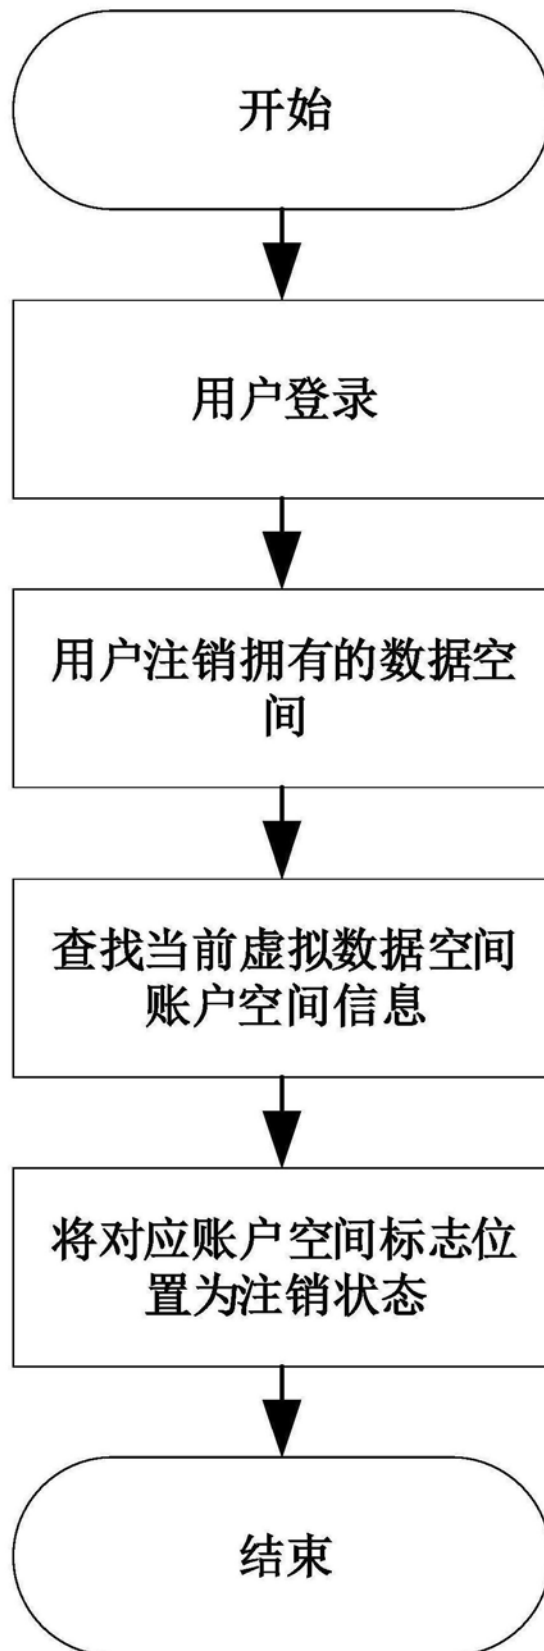 开始
用户登录
用户注销拥有的数据空
间
查找当前虚拟数据空间
账户空间信息
将对应账户空间标志位
置为注销状态
结束